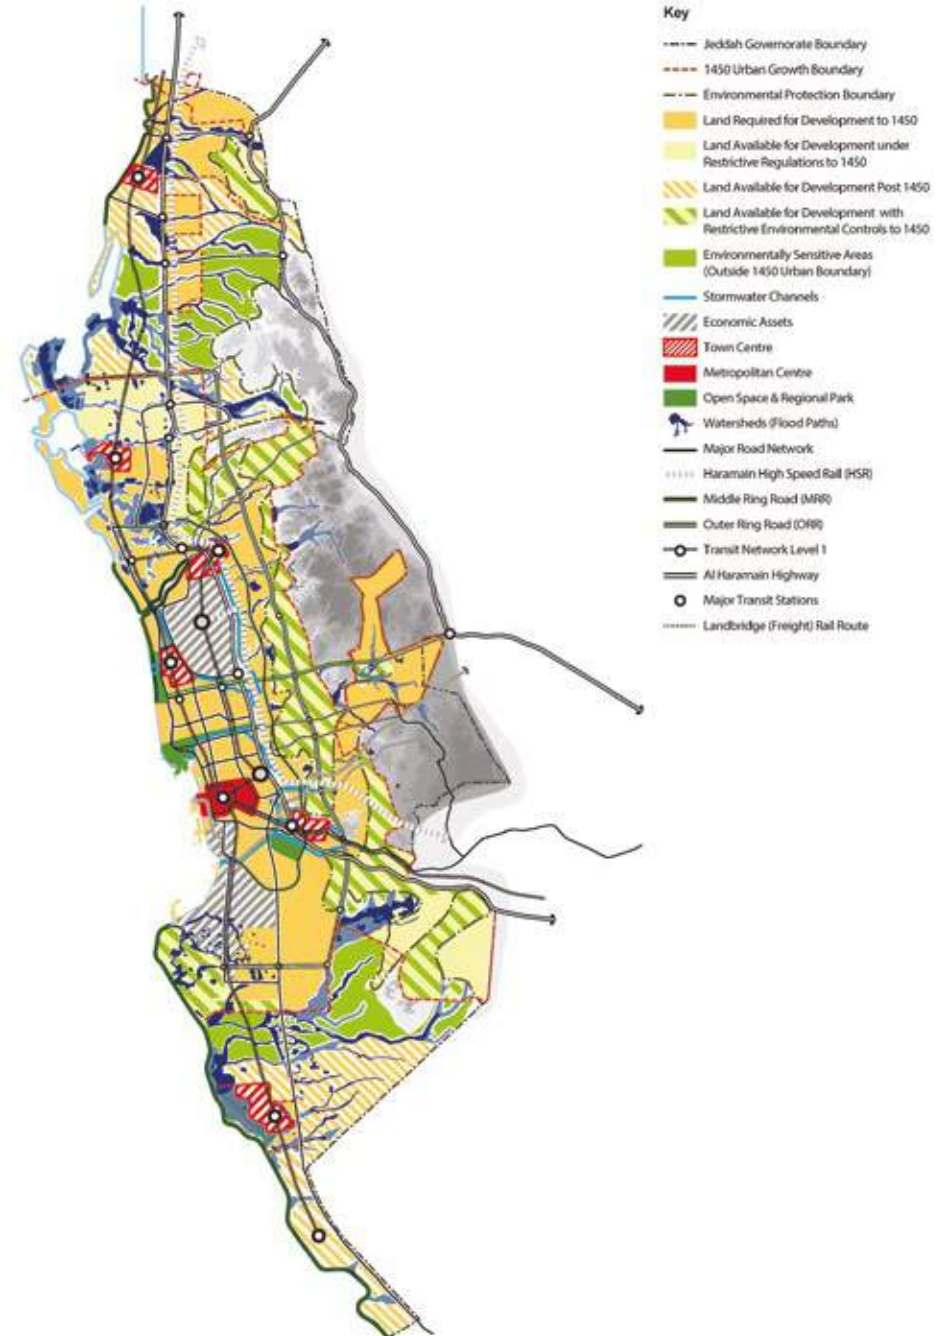 Key
Jeddah Governorate Boundary
1450 Urban Growth Boundary
Environmental Protection Boundary
Land Required for Development to 1450
Land Available for Development under
Restrictive Regulations to 1450
Land Available for Development Post 1450
Land Available for Development with
Restrictive Environmental Controls to 1450
Environmentally Sensitive Areas
(Outside 1450 Urban Boundary)
Stormwater Channels
Economic Assets
Town Centre
Metropolitan Centre
Open Space & Regional Park
Watersheds (Flood Paths)
Major Road Network
Haramain High Speed Rail (HSR)
Middle Ring Road (MRR)
Outer Ring Road (ORR)
Transit Network Level 1
Al Haramain Highway
Major Transit Stations
Landbridge (Freight) Rail Route